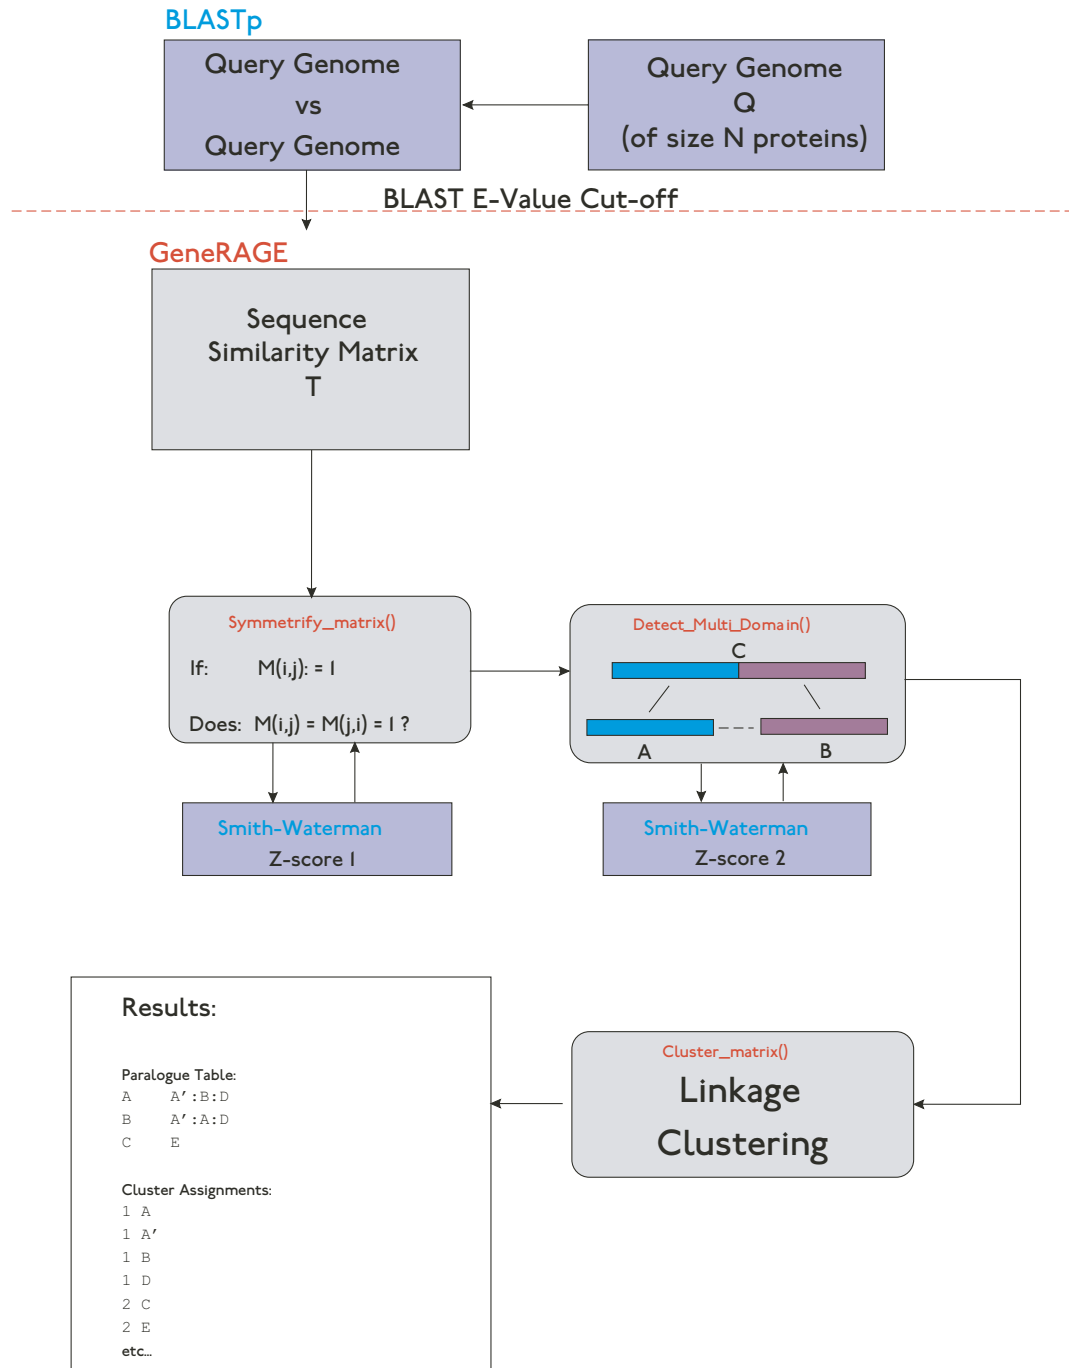 BLASTp
Query Genome
vs
Query Genome
Query Genome
Q
(of size N proteins)
BLAST E-Value Cut-off
GeneRAGE
Sequence
Similarity Matrix
T
Symmetrify_matrix()
If: M(i,j): = 1
Does: M(i,j) = M(j,i) = 1 ?
Smith-Waterman
Z-score 1
Detect_Multi_Domain()
C
A
B
Smith-Waterman
Z-score 2
Cluster_matrix()
Linkage
Clustering
Results:
Paralogue Table:
A A':B:D
B A':A:D
C E
Cluster Assignments:
1 A
1 A'
1 B
1 D
2 C
2 E
etc...